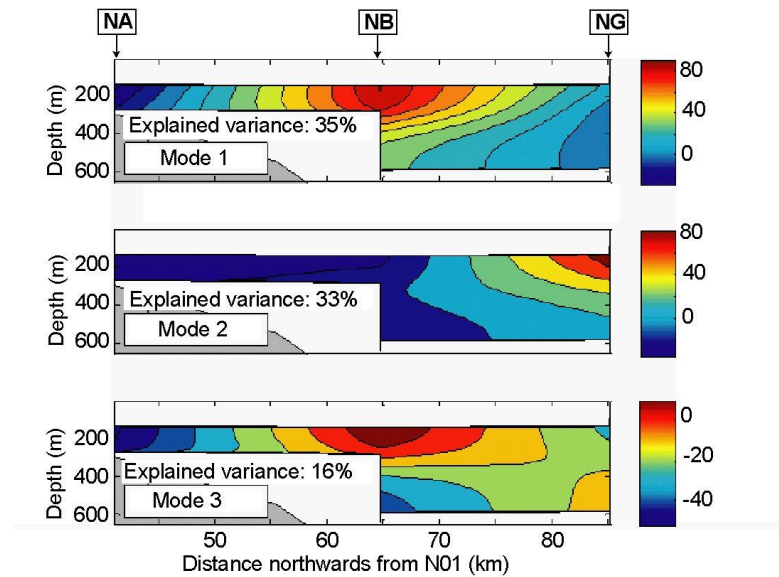 NA NB NG
Depth (m)
200
400
600
Explained variance: 35%
Mode 1
80
40
0
Depth (m)
200
400
600
Explained variance: 33%
Mode 2
80
40
0
Depth (m)
200
400
600
Explained variance: 16%
Mode 3
0
-40
-40
50 60 70 80
Distance northwards from N01 (km)